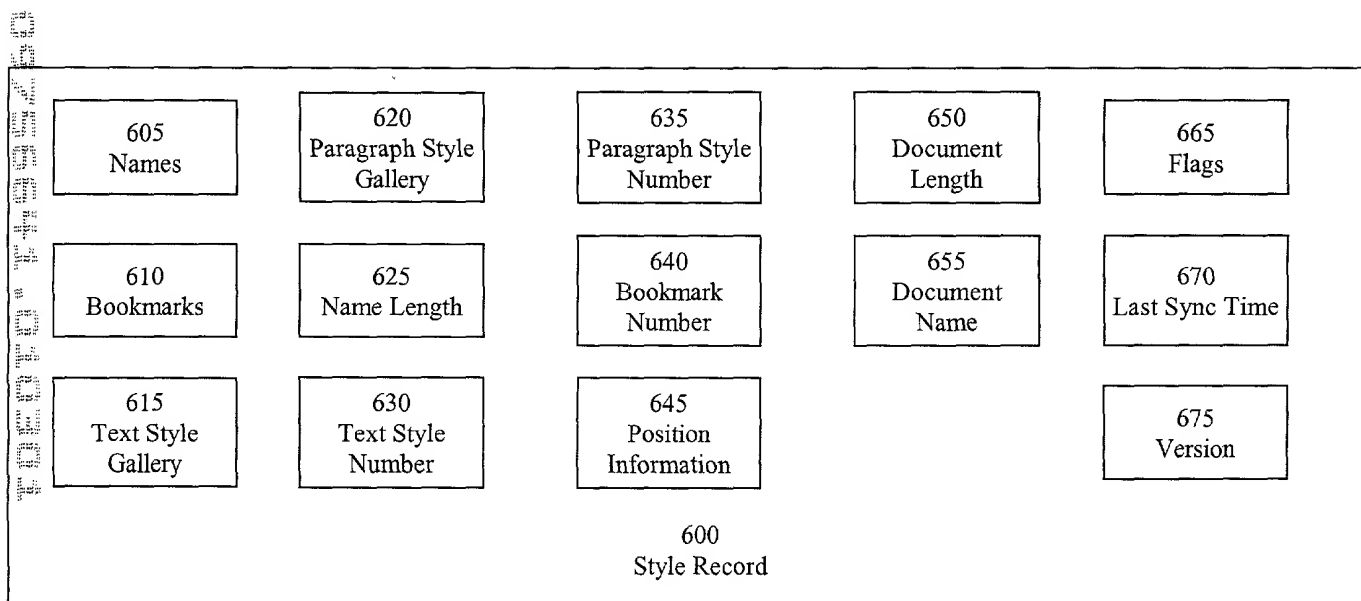 605
Names
620
Paragraph Style
Gallery
635
Paragraph Style
Number
650
Document
Length
665
Flags
610
Bookmarks
625
Name Length
640
Bookmark
Number
655
Document
Name
670
Last Sync Time
615
Text Style
Gallery
630
Text Style
Number
645
Position
Information
675
Version
600
Style Record